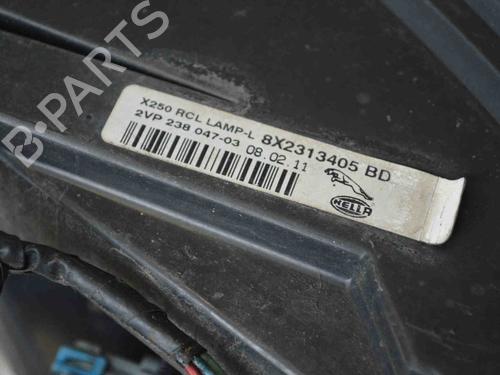 B-PARTS
X250 RCL LAMP-L 8X2313405 BD
2VP 238 047-03 08.02.11
HELLA